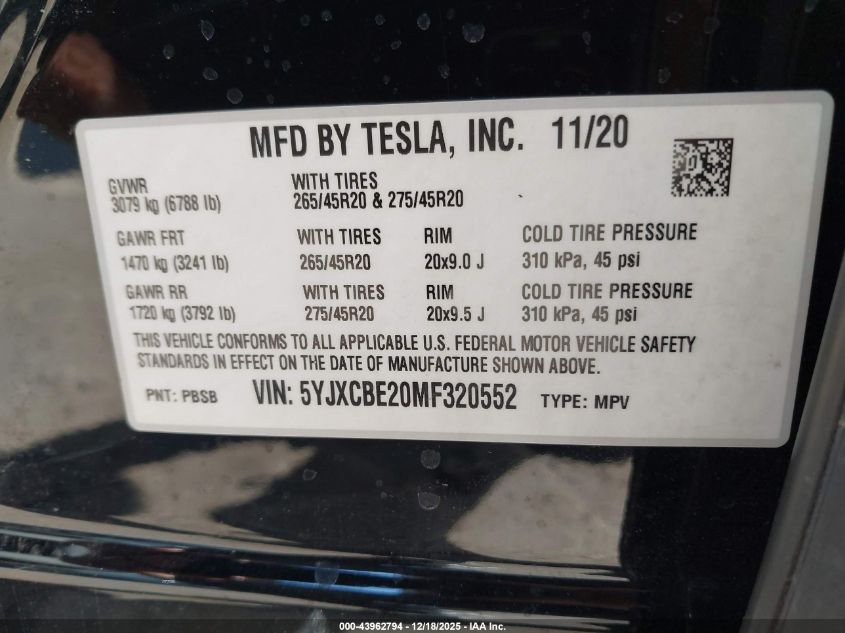 MFD BY TESLA, INC. 11/20
GVWR WITH TIRES
3079 kg (6788 lb) 265/45R20 & 275/45R20
GAWR FRT WITH TIRES RIM COLD TIRE PRESSURE
1470 kg (3241 lb) 265/45R20 20x9.0 J 310 kPa, 45 psi
GAWR RR WITH TIRES RIM COLD TIRE PRESSURE
1720 kg (3792 lb) 275/45R20 20x9.5 J 310 kPa, 45 psi
THIS VEHICLE CONFORMS TO ALL APPLICABLE U.S. FEDERAL MOTOR VEHICLE SAFETY
STANDARDS IN EFFECT ON THE DATE OF MANUFACTURE SHOWN ABOVE.
PNT: PBSB VIN: 5YJXCBE20MF320552 TYPE: MPV
000-43962794 - 12/18/2025 - IAA Inc.